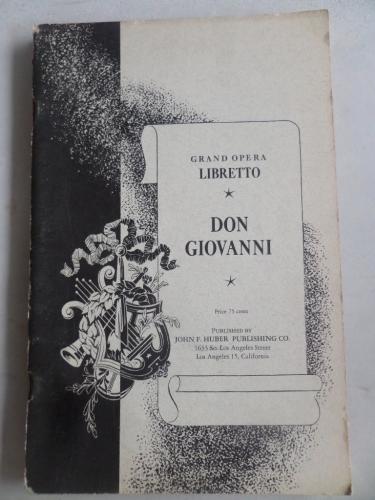 GRAND OPERA
LIBRETTO
DON
GIOVANNI
Price 75 cents
PUBLISHED BY
JOHN F. HUBER PUBLISHING CO.
1635 So. Los Angeles Street
Los Angeles 15, California